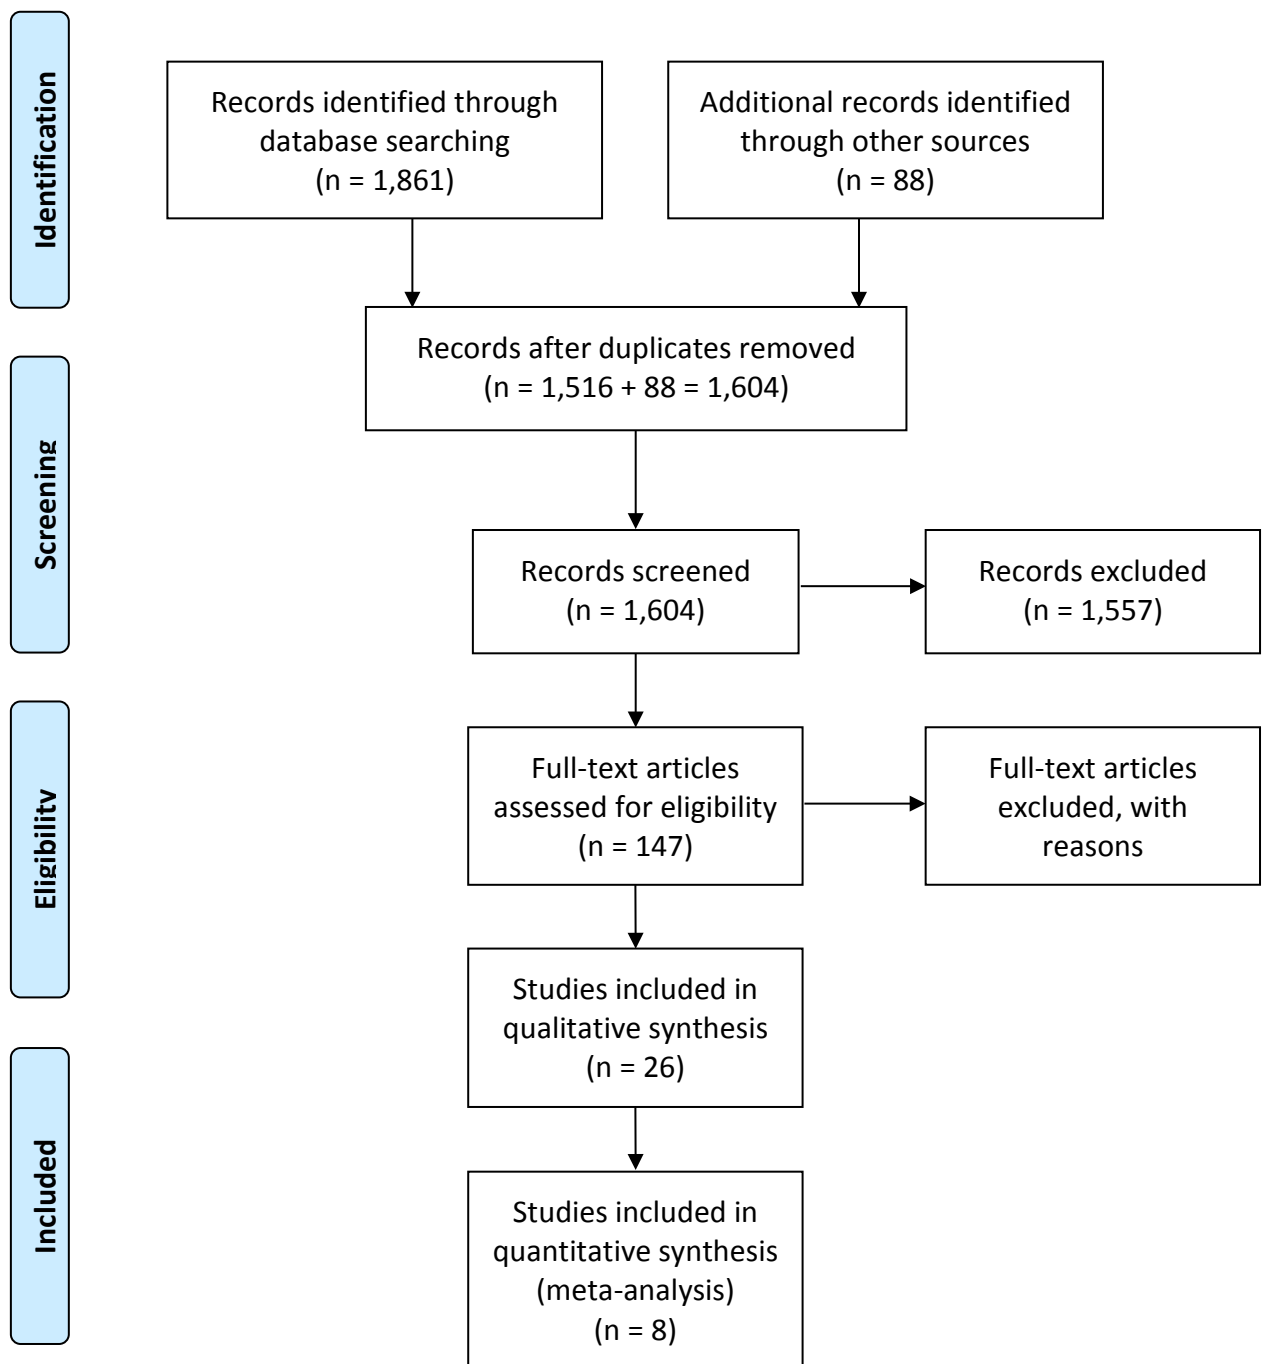 Identification
Records identified through
database searching
(n = 1,861)
Additional records identified
through other sources
(n = 88)
Records after duplicates removed
(n = 1,516 + 88 = 1,604)
Screening
Records screened
(n = 1,604)
Records excluded
(n = 1,557)
Eligibility
Full-text articles
assessed for eligibility
(n = 147)
Full-text articles
excluded, with
reasons
Studies included in
qualitative synthesis
(n = 26)
Included
Studies included in
quantitative synthesis
(meta-analysis)
(n = 8)